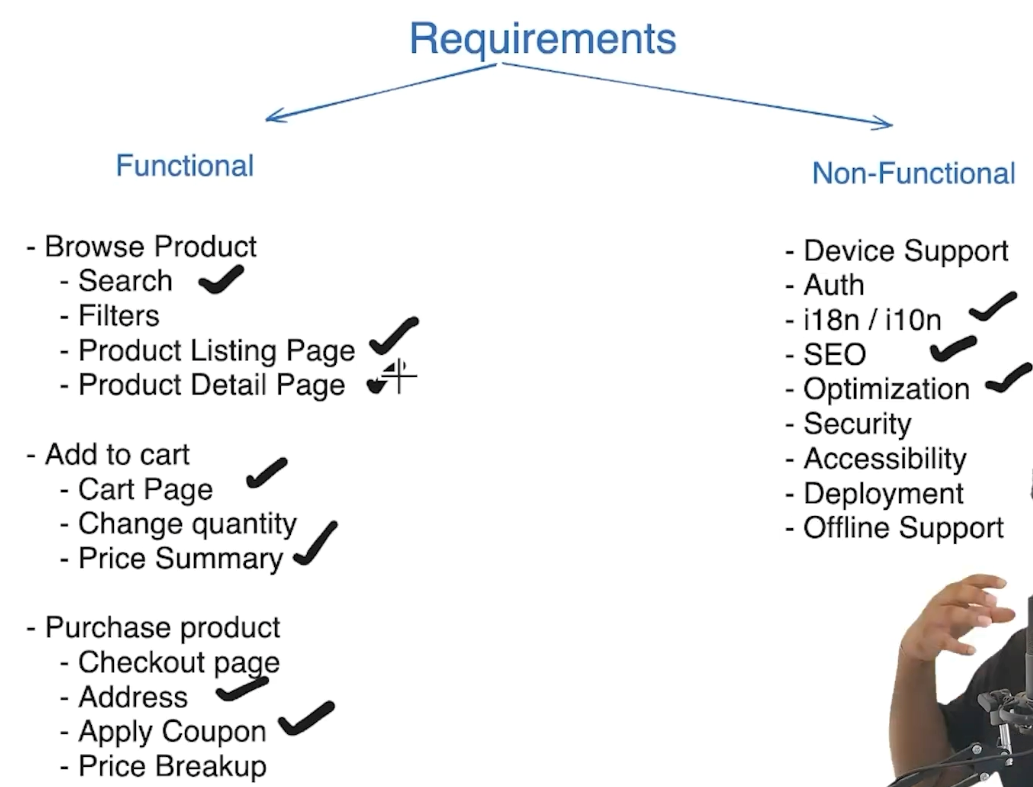 Requirements
Functional
- Browse Product
- Search
- Filters
- Product Listing Page
- Product Detail Page
- Add to cart
- Cart Page
- Change quantity
- Price Summary
- Purchase product
- Checkout page
- Address
- Apply Coupon
- Price Breakup
Non-Functional
- Device Support
- Auth
- i18n / i10n
- SEO
- Optimization
- Security
- Accessibility
- Deployment
- Offline Support